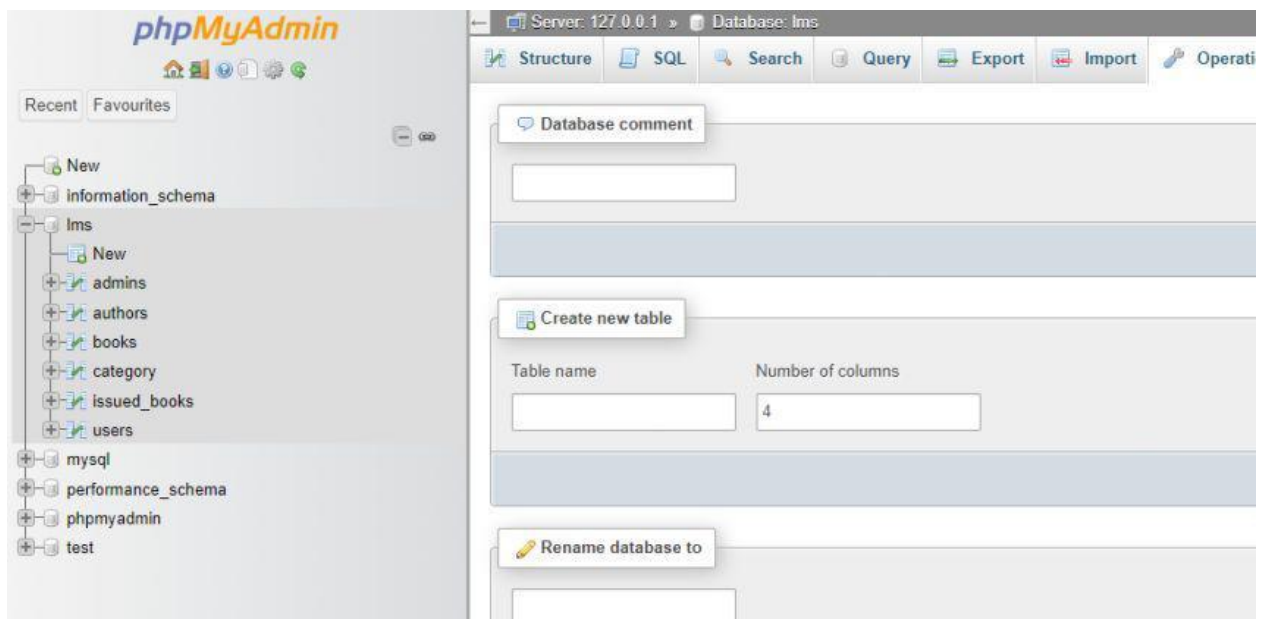 phpMyAdmin
Recent Favourites
New
information_schema
lms
New
admins
authors
books
category
issued_books
users
mysql
performance_schema
phpmyadmin
test
Server: 127.0.0.1 » Database: lms
Structure SQL Search Query Export Import Operati
Database comment
Create new table
Table name Number of columns
4
Rename database to